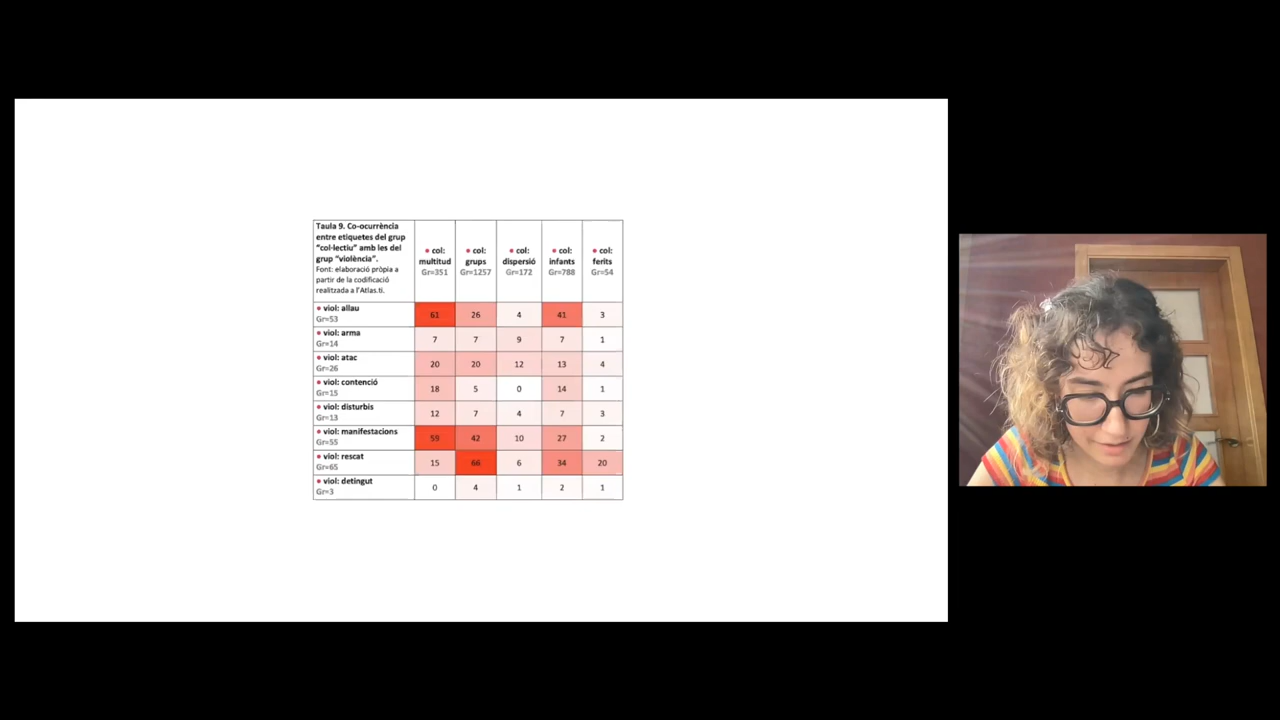 Taula 9. Co-ocurrència
entre etiquetes del grup
"col·lectiu" amb les del
grup "violència".
Font: elaboració pròpia a
partir de la codificació
realitzada a l'Atlas.ti.
● col: multitud Gr=351
● col: grups Gr=1257
● col: dispersió Gr=172
● col: infants Gr=788
● col: ferits Gr=54
● viol: allau Gr=53 61 26 4 41 3
● viol: arma Gr=14 7 7 9 7 1
● viol: atac Gr=26 20 20 12 13 4
● viol: contenció Gr=15 18 5 0 14 1
● viol: disturbis Gr=13 12 7 4 7 3
● viol: manifestacions Gr=55 59 42 10 27 2
● viol: rescat Gr=65 15 66 6 34 20
● viol: detingut Gr=3 0 4 1 2 1